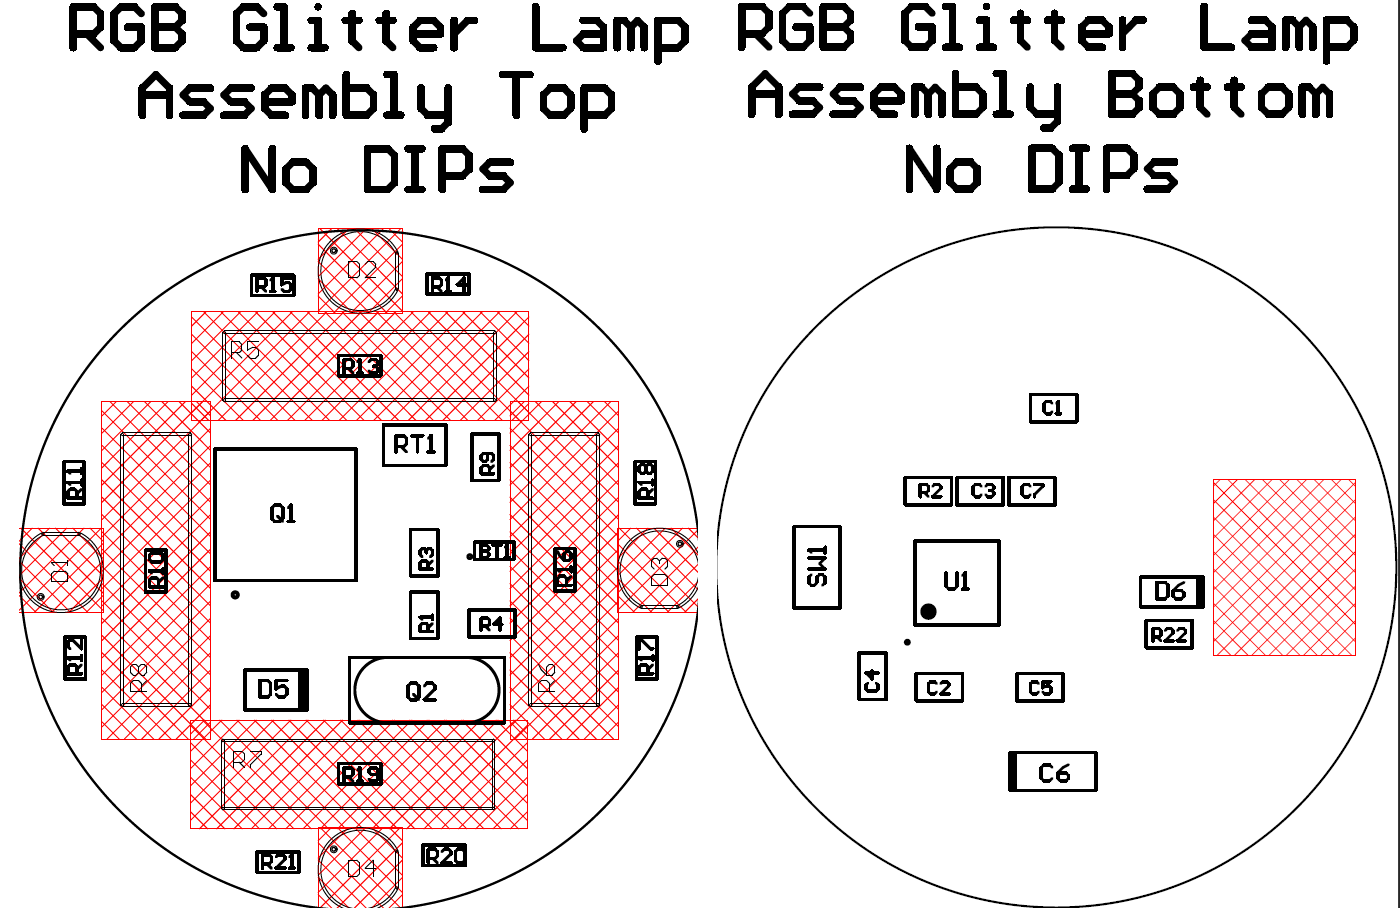 RGB Glitter Lamp
Assembly Top
No DIPs
D2
R15
R14
R5
R13
RT1
R9
R11
R18
Q1
D1
R10
R3
BT1
R16
D3
R1
R4
R12
R17
R8
R6
D5
Q2
R7
R19
R21
R20
D4
RGB Glitter Lamp
Assembly Bottom
No DIPs
C1
R2
C3
C7
SW1
U1
D6
R22
C4
C2
C5
C6